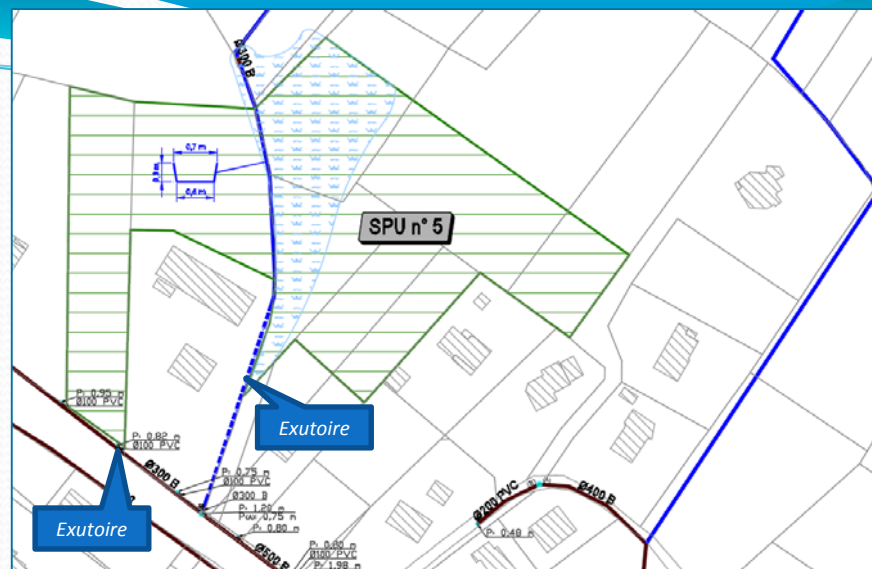 Ø300 B
0,7 m
0,6 m
SPU n° 5
P: 0.95 m
Ø100 PVC
Exutoire
P: 0.82 m
Ø100 PVC
Ø300 B
P: 0.75 m
Ø100 PVC
Ø300 B
P: 1.20 m
0.75 m
P: 0.80 m
Ø200 PVC
Ø400 B
P: 0.48 m
Exutoire
Ø500 B
P: 0.80 m
Ø100 PVC
P: 1.98 m